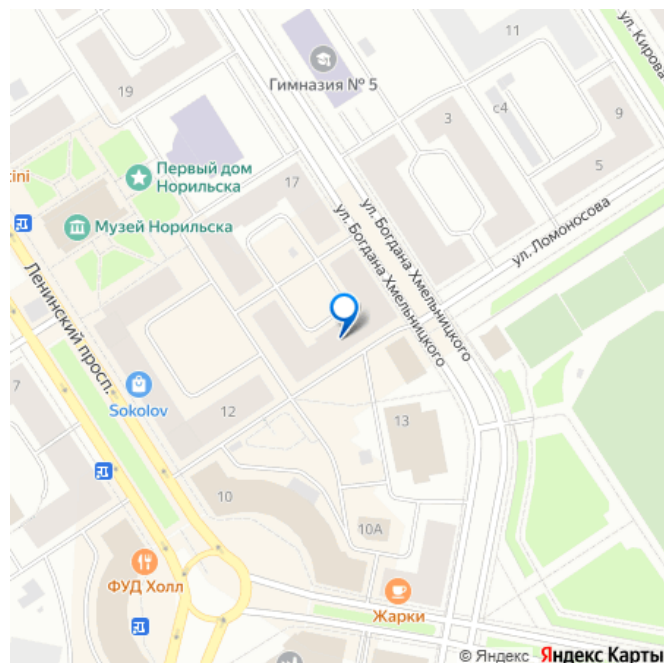 11
ул. Кирова
19
Гимназия № 5
с4
9
3
5
Первый дом
Норильска
17
ini
Музей Норильска
ул. Богдана Хмельницкого
ул. Богдана Хмельницкого
ул. Ломоносова
Ленинский просп.
7
Sokolov
12
13
10
10А
ФУД Холл
Жарки
© Яндекс Яндекс Карты